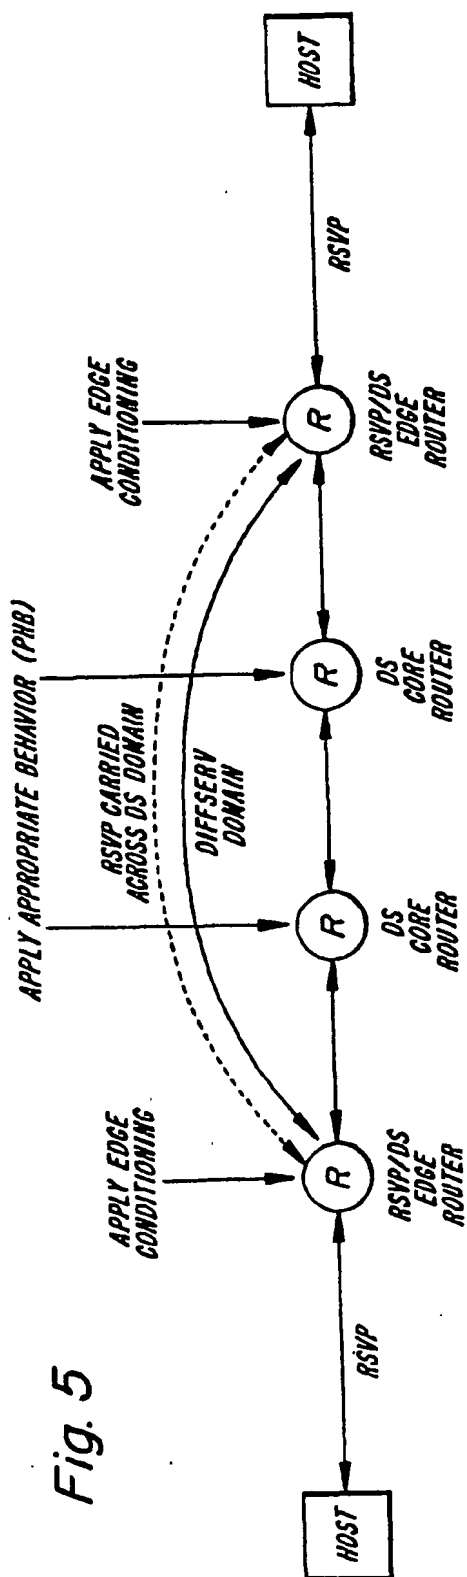 Fig. 5
APPLY APPROPRIATE BEHAVIOR (PHB)
APPLY EDGE
CONDITIONING
RSVP CARRIED
ACROSS DS DOMAIN
APPLY EDGE
CONDITIONING
DIFFSERV
DOMAIN
HOST
RSVP
R
R
R
R
RSVP
HOST
RSVP/DS
EDGE
ROUTER
DS
CORE
ROUTER
DS
CORE
ROUTER
RSVP/DS
EDGE
ROUTER